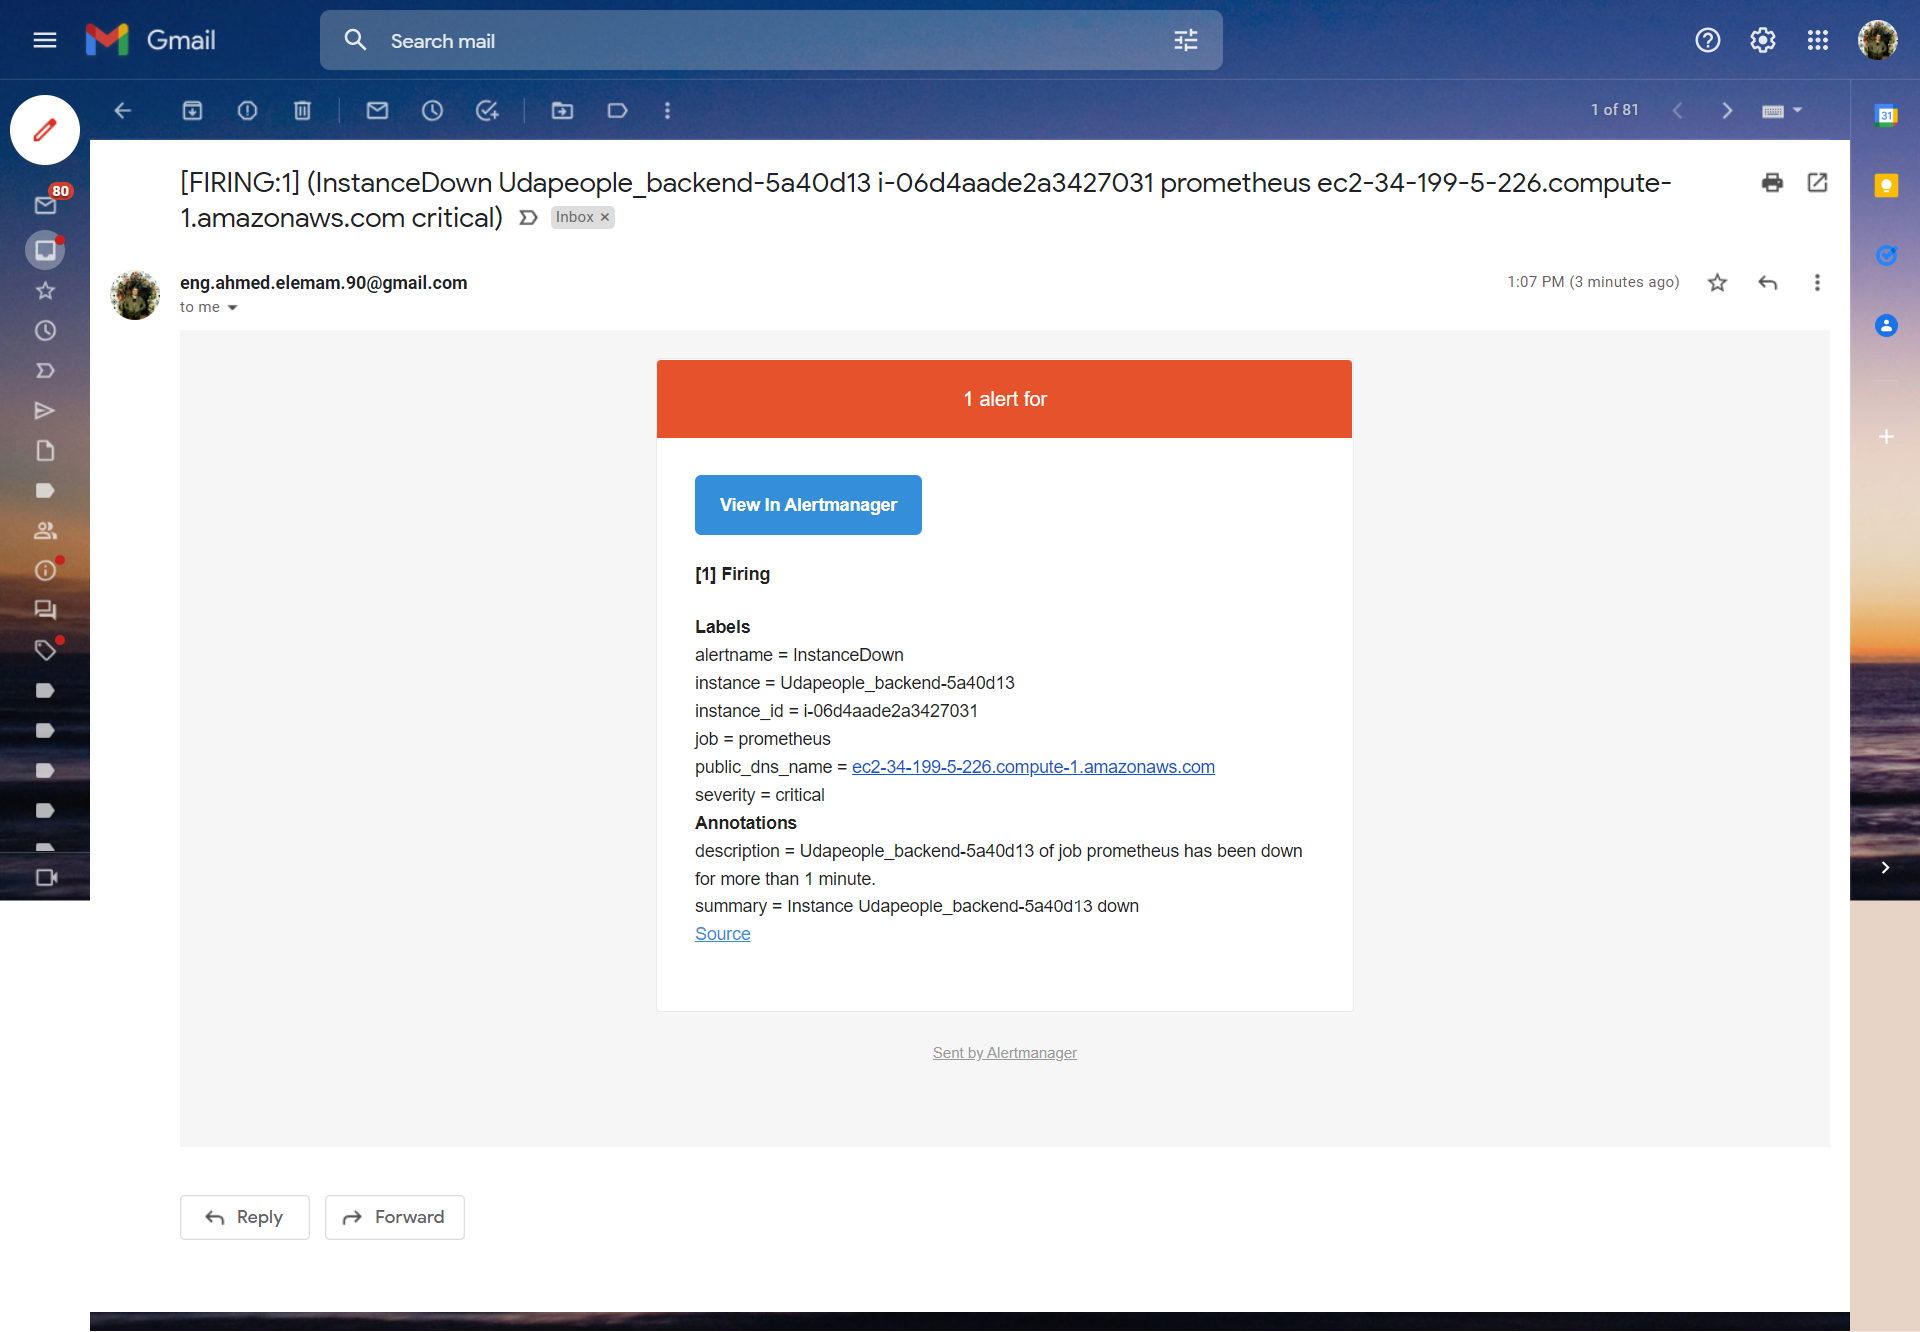 Gmail
Search mail
1 of 81
31
80
[FIRING:1] (InstanceDown Udapeople_backend-5a40d13 i-06d4aade2a3427031 prometheus ec2-34-199-5-226.compute-
1.amazonaws.com critical) Inbox ×
eng.ahmed.elemam.90@gmail.com
1:07 PM (3 minutes ago)
to me
1 alert for
View In Alertmanager
[1] Firing
Labels
alertname = InstanceDown
instance = Udapeople_backend-5a40d13
instance_id = i-06d4aade2a3427031
job = prometheus
public_dns_name = ec2-34-199-5-226.compute-1.amazonaws.com
severity = critical
Annotations
description = Udapeople_backend-5a40d13 of job prometheus has been down
for more than 1 minute.
summary = Instance Udapeople_backend-5a40d13 down
Source
Sent by Alertmanager
Reply
Forward